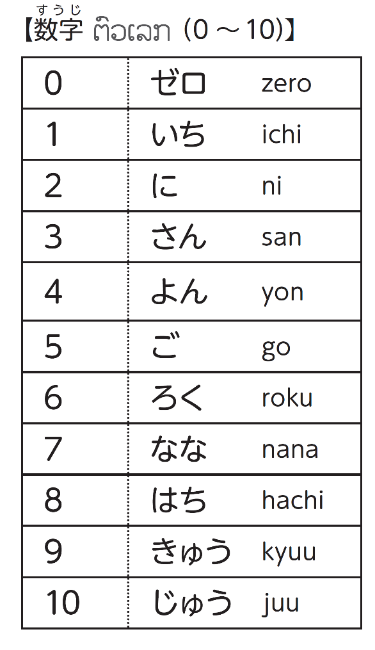 すうじ
【数字 ຕົວເລກ (0 ～ 10)】
0 ゼロ zero
1 いち ichi
2 に ni
3 さん san
4 よん yon
5 ご go
6 ろく roku
7 なな nana
8 はち hachi
9 きゅう kyuu
10 じゅう juu